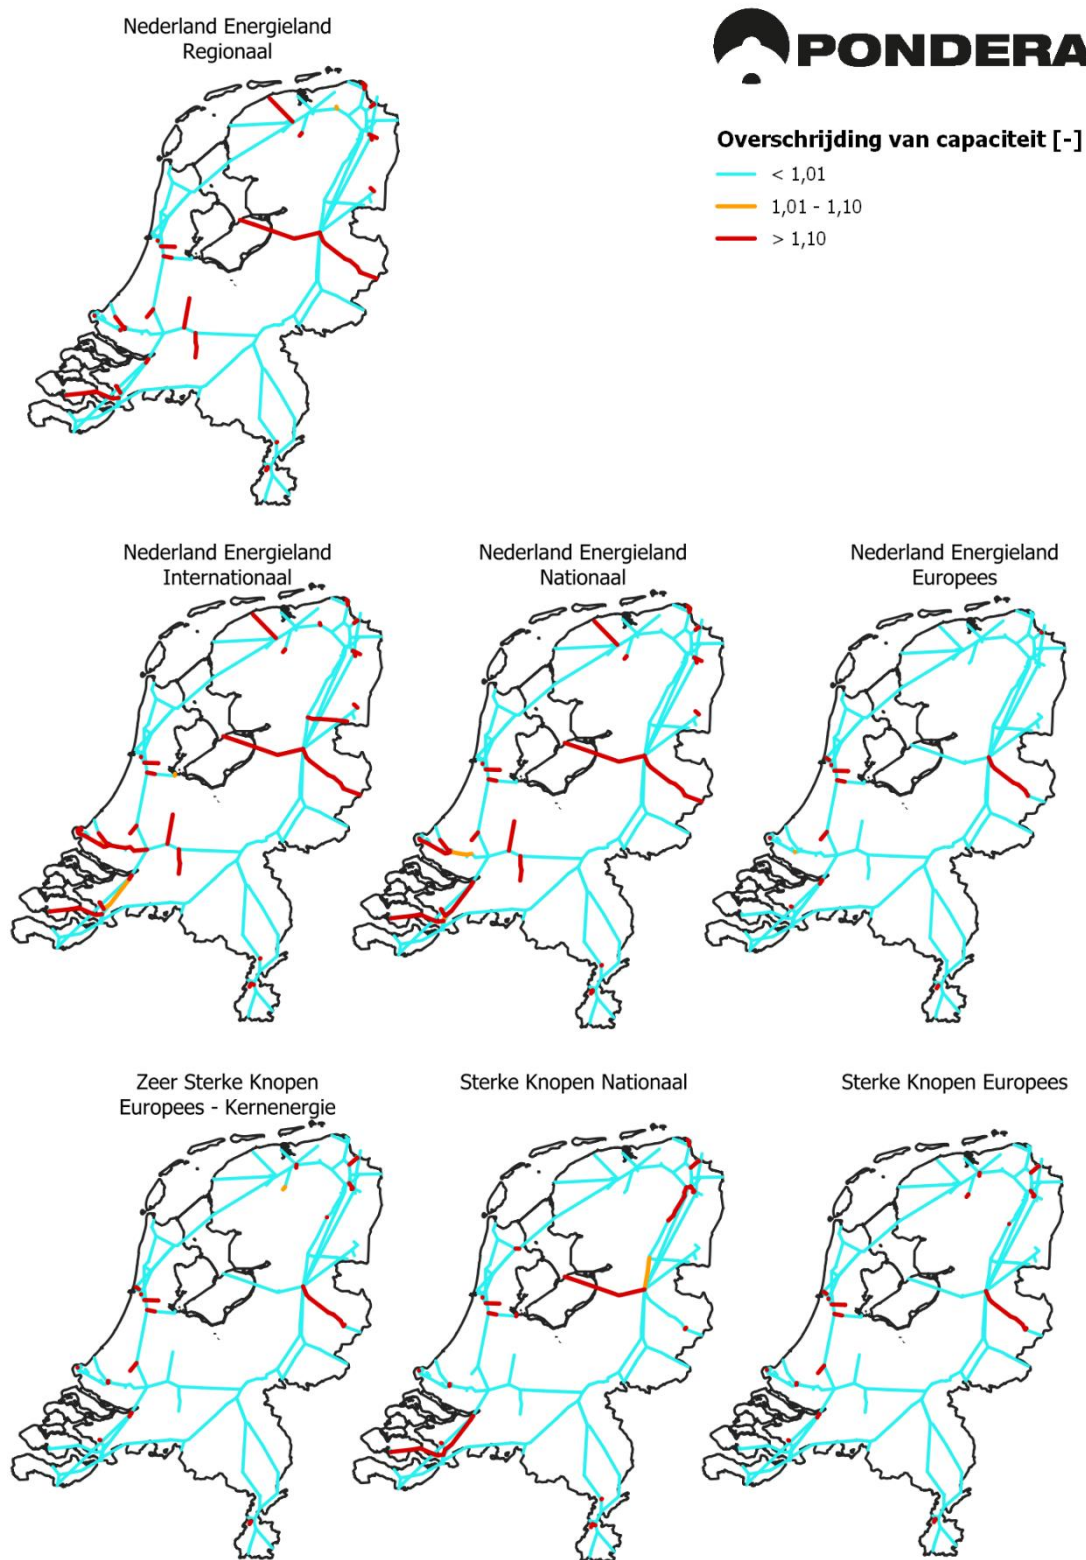 Nederland Energieland
Regionaal
PONDERA
Overschrijding van capaciteit [-]
< 1,01
1,01 - 1,10
> 1,10
Nederland Energieland
Internationaal
Nederland Energieland
Nationaal
Nederland Energieland
Europees
Zeer Sterke Knopen
Europees - Kernenergie
Sterke Knopen Nationaal
Sterke Knopen Europees